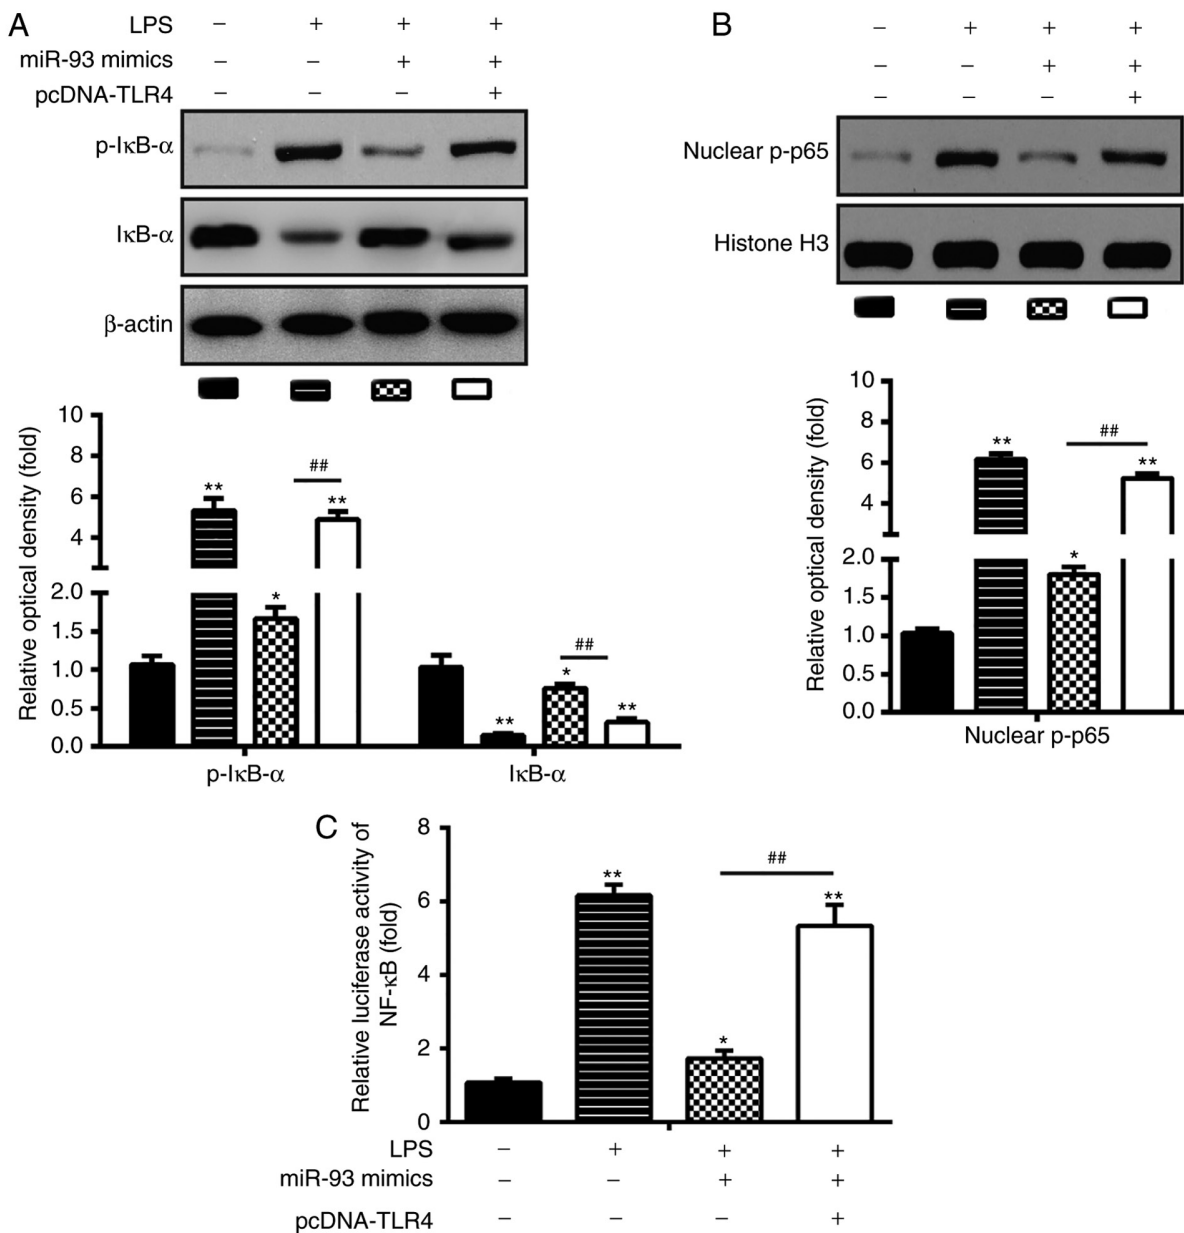 A
LPS − + + +
miR-93 mimics − − + +
pcDNA-TLR4 − − − +
p-IκB-α
IκB-α
β-actin
Relative optical density (fold)
10
8
6
4
2.0
1.5
1.0
0.5
0.0
**
*
##
**
**
*
##
**
p-IκB-α IκB-α
B
− + + +
− − + +
− − − +
Nuclear p-p65
Histone H3
Relative optical density (fold)
10
8
6
4
2.0
1.5
1.0
0.5
0.0
**
*
##
**
Nuclear p-p65
C
Relative luciferase activity of
NF-κB (fold)
8
6
4
2
0
**
*
##
**
LPS − + + +
miR-93 mimics − − + +
pcDNA-TLR4 − − − +